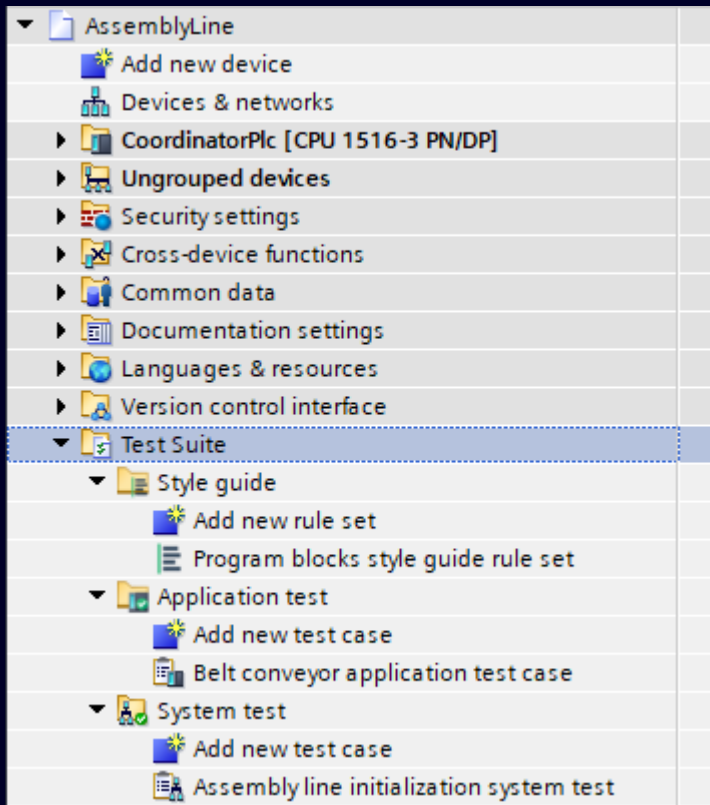 AssemblyLine
Add new device
Devices & networks
CoordinatorPlc [CPU 1516-3 PN/DP]
Ungrouped devices
Security settings
Cross-device functions
Common data
Documentation settings
Languages & resources
Version control interface
Test Suite
Style guide
Add new rule set
Program blocks style guide rule set
Application test
Add new test case
Belt conveyor application test case
System test
Add new test case
Assembly line initialization system test